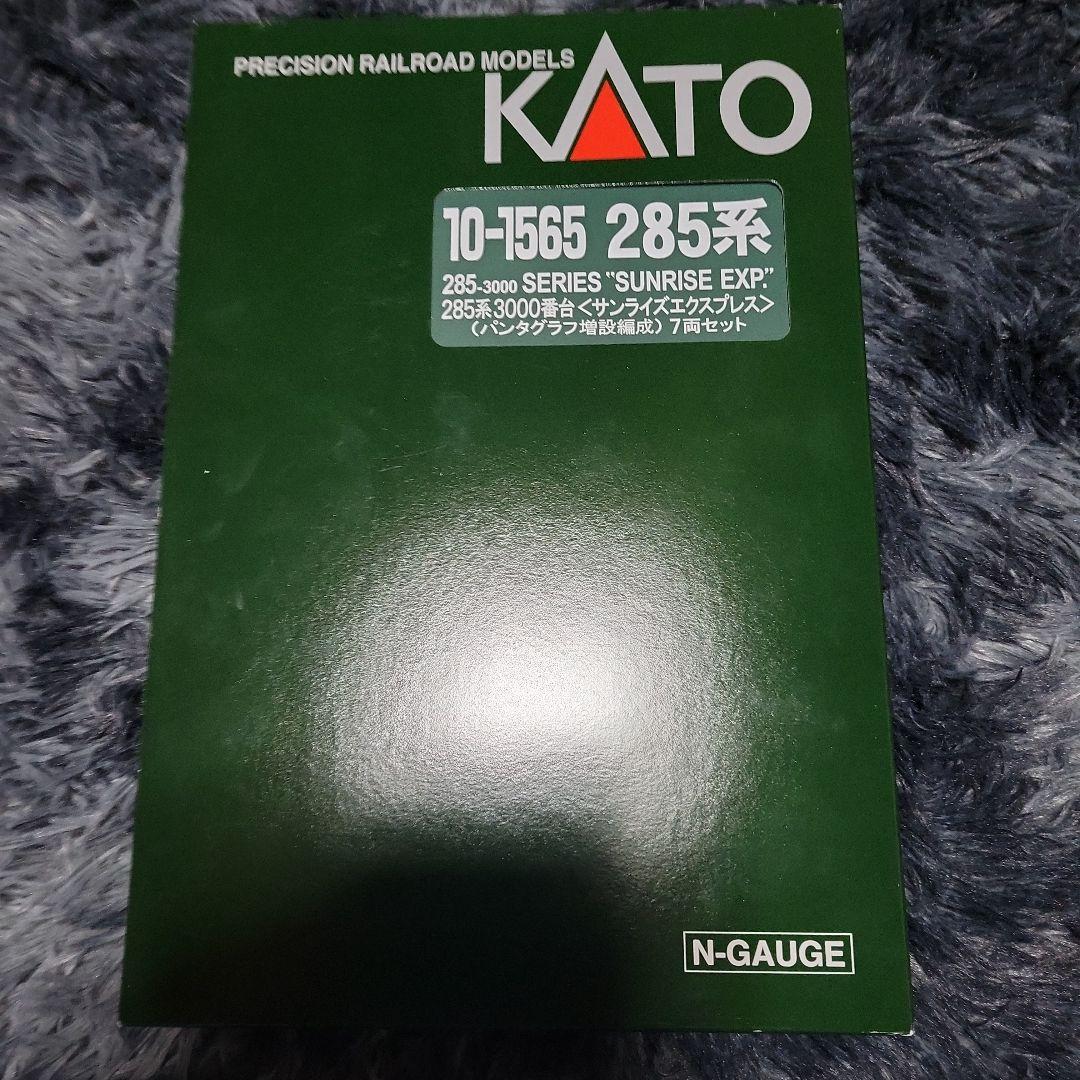 PRECISION RAILROAD MODELS
KATO
10-1565 285系
285-3000 SERIES "SUNRISE EXP."
285系3000番台<サンライズエクスプレス>
(パンタグラフ増設編成)7両セット
N-GAUGE